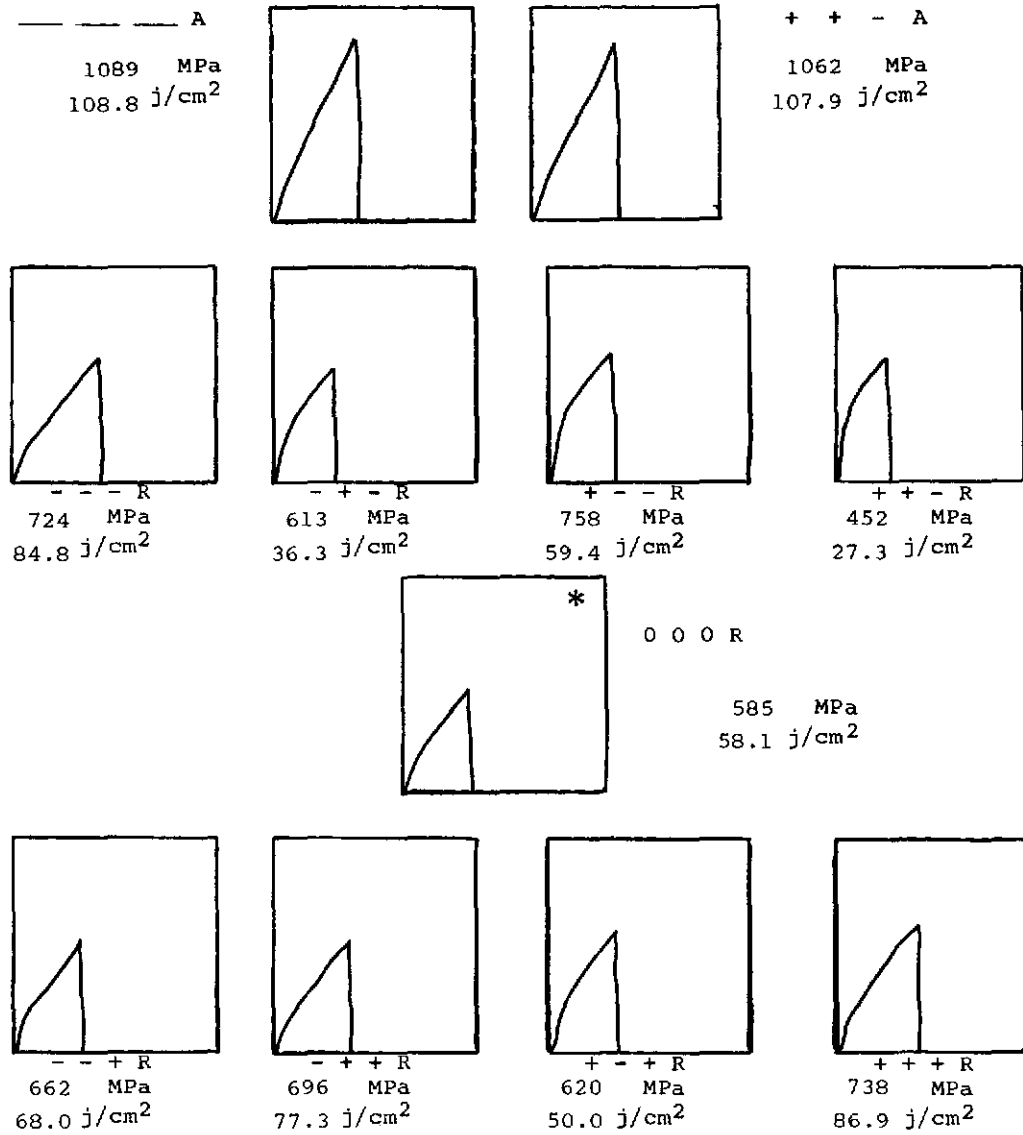 — — — A
+ + - A
1089 MPa
108.8 j/cm²
1062 MPa
107.9 j/cm²
- - - R
724 MPa
84.8 j/cm²
- + - R
613 MPa
36.3 j/cm²
+ - - R
758 MPa
59.4 j/cm²
+ + - R
452 MPa
27.3 j/cm²
*
0 0 0 R
585 MPa
58.1 j/cm²
- - + R
662 MPa
68.0 j/cm²
- + + R
696 MPa
77.3 j/cm²
+ - + R
620 MPa
50.0 j/cm²
+ + + R
738 MPa
86.9 j/cm²